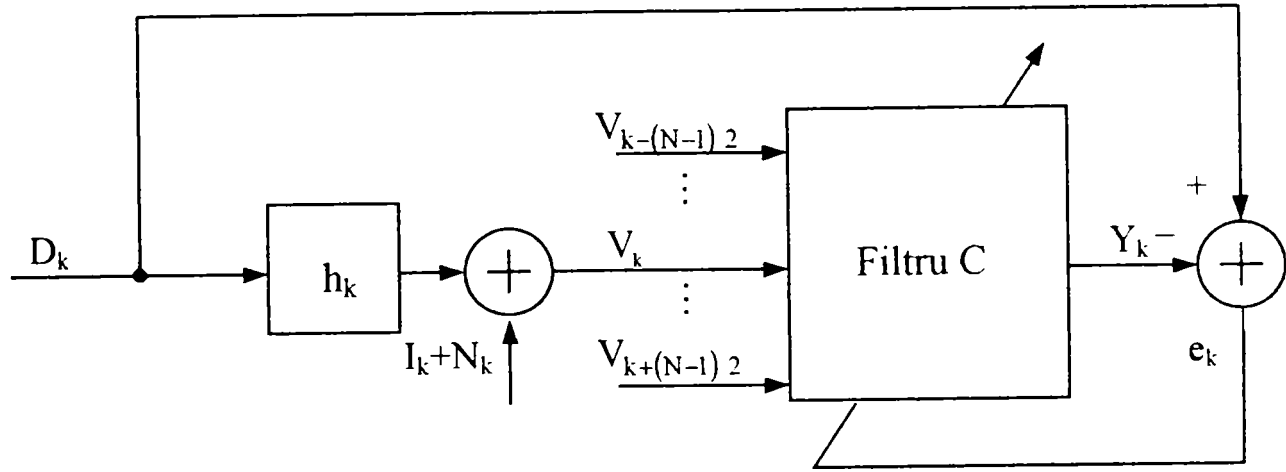 V_{k-(N-1) 2}
⋮
+
D_k
h_k
+
V_k
Filtru C
Y_k
−
+
⋮
I_k+N_k
V_{k+(N-1) 2}
e_k